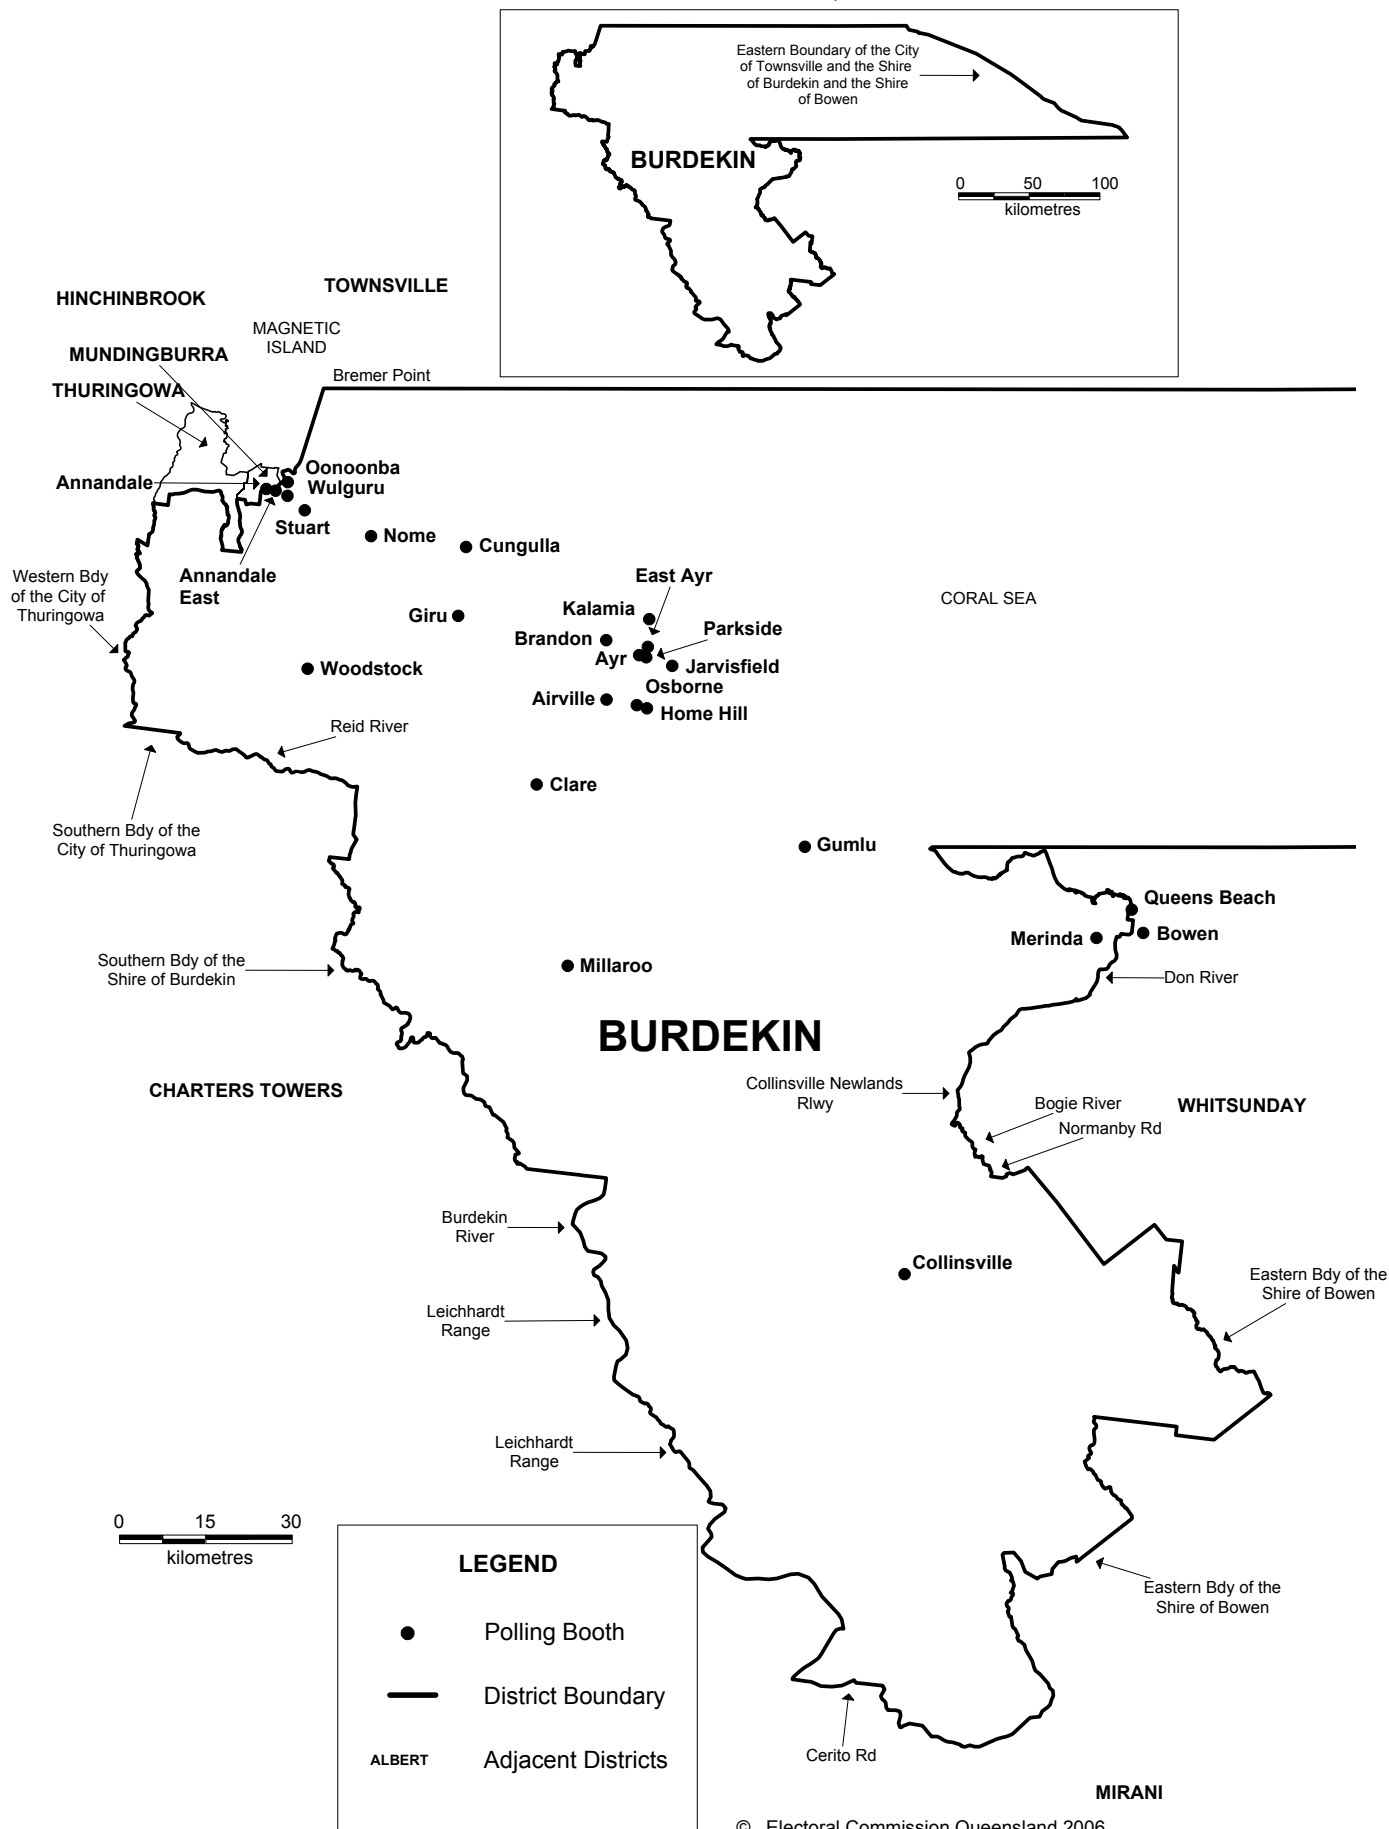 Eastern Boundary of the City
of Townsville and the Shire
of Burdekin and the Shire
of Bowen
BURDEKIN
0 50 100
kilometres
HINCHINBROOK
TOWNSVILLE
MAGNETIC
ISLAND
MUNDINGBURRA
THURINGOWA
Bremer Point
Annandale
Oonoonba
Wulguru
Stuart
Nome
Cungulla
Annandale
East
Western Bdy
of the City of
Thuringowa
East Ayr
CORAL SEA
Giru
Kalamia
Brandon
Parkside
Ayr
Jarvisfield
Woodstock
Osborne
Airville
Home Hill
Reid River
Clare
Southern Bdy of the
City of Thuringowa
Gumlu
Queens Beach
Merinda
Bowen
Southern Bdy of the
Shire of Burdekin
Millaroo
Don River
BURDEKIN
CHARTERS TOWERS
Collinsville Newlands
Rlwy
Bogie River
WHITSUNDAY
Normanby Rd
Burdekin
River
Collinsville
Eastern Bdy of the
Shire of Bowen
Leichhardt
Range
Leichhardt
Range
0 15 30
kilometres
LEGEND
Polling Booth
District Boundary
ALBERT Adjacent Districts
Eastern Bdy of the
Shire of Bowen
Cerito Rd
MIRANI
© Electoral Commission Queensland 2006